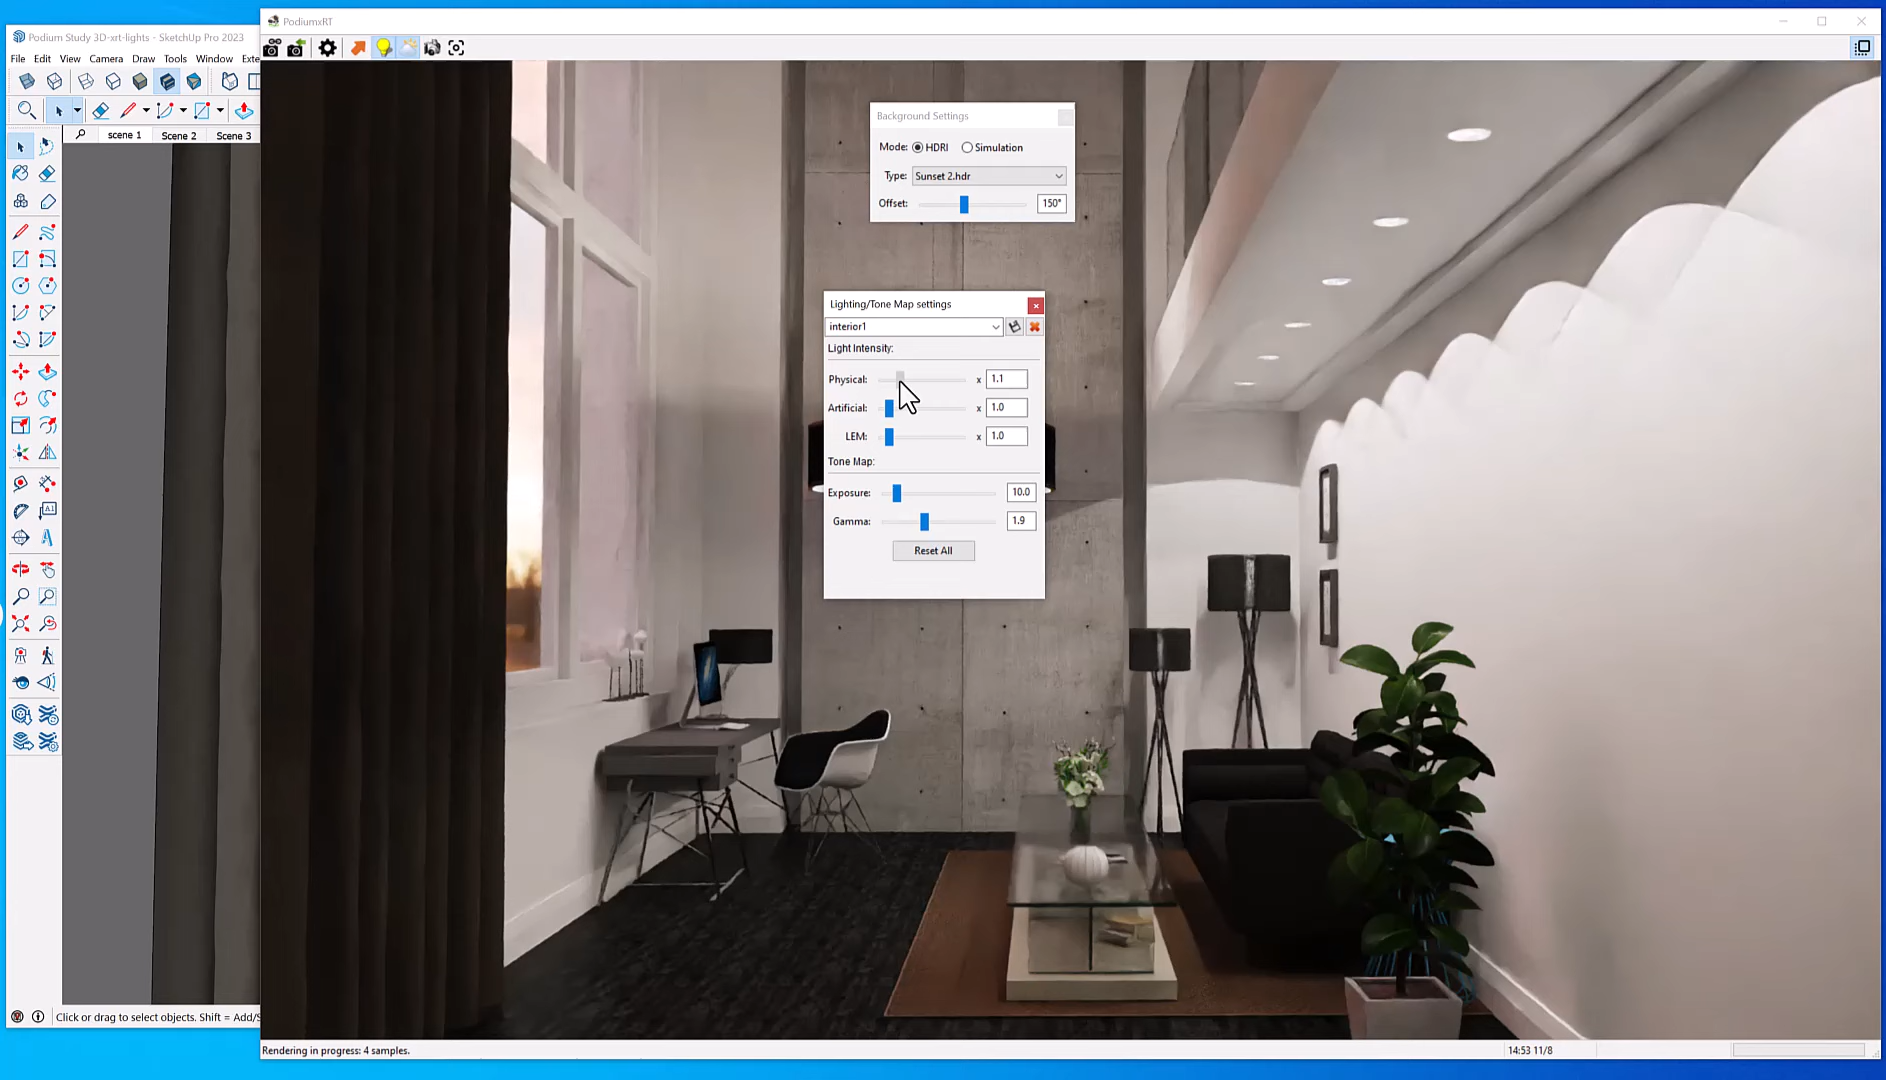 PodiumxRT
Podium Study 3D-xrt-lights - SketchUp Pro 2023
File Edit View Camera Draw Tools Window Exte
scene 1 Scene 2 Scene 3
Background Settings
Mode: HDRI Simulation
Type: Sunset 2.hdr
Offset: 150°
Lighting/Tone Map settings
interior1
Light Intensity:
Physical: x 1.1
Artificial: x 1.0
LEM: x 1.0
Tone Map:
Exposure: 10.0
Gamma: 1.9
Reset All
Click or drag to select objects. Shift = Add/S
Rendering in progress: 4 samples.
14:53 11/8